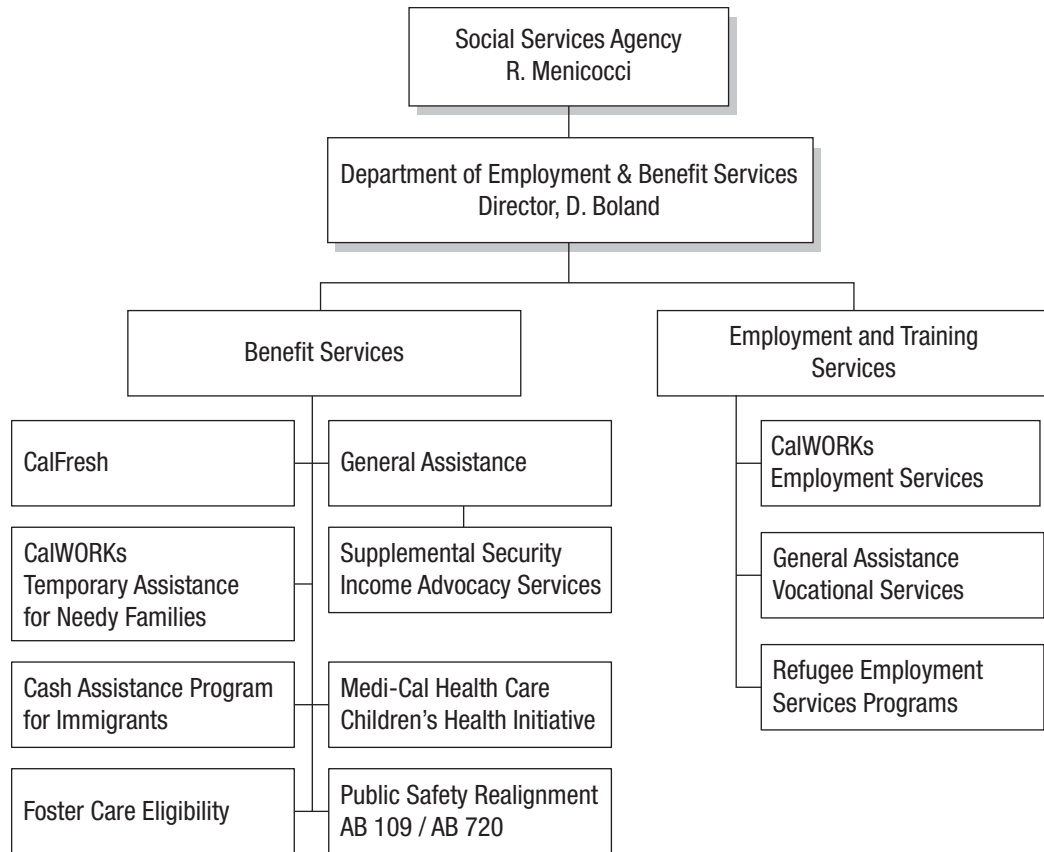 Social Services Agency
R. Menicocci
Department of Employment & Benefit Services
Director, D. Boland
Benefit Services
Employment and Training
Services
CalFresh
General Assistance
CalWORKs
Temporary Assistance
for Needy Families
Supplemental Security
Income Advocacy Services
Cash Assistance Program
for Immigrants
Medi-Cal Health Care
Children’s Health Initiative
Foster Care Eligibility
Public Safety Realignment
AB 109 / AB 720
CalWORKs
Employment Services
General Assistance
Vocational Services
Refugee Employment
Services Programs